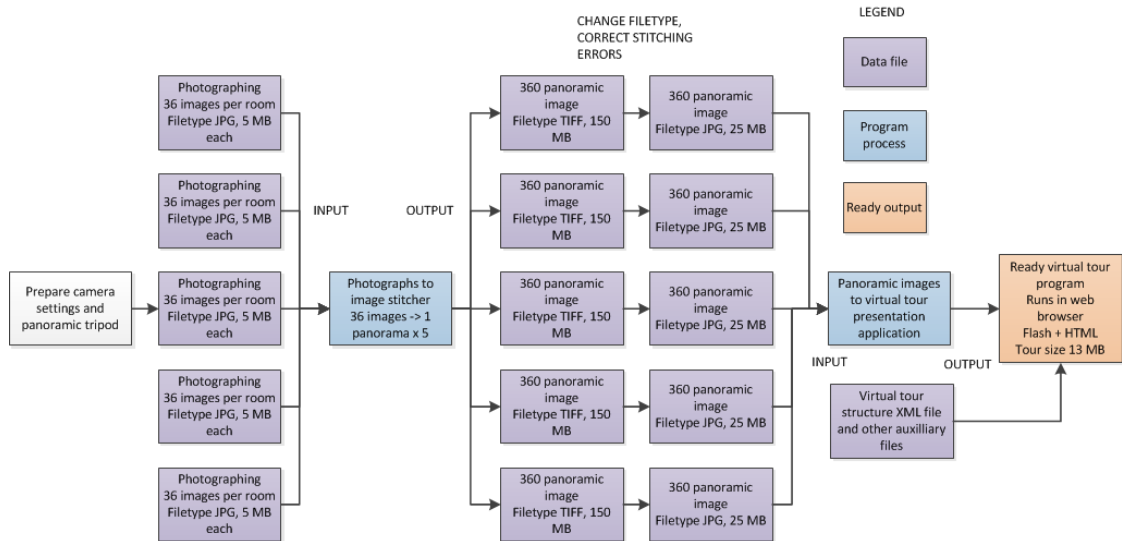 CHANGE FILETYPE,
CORRECT STITCHING
ERRORS
LEGEND
Data file
Program
process
Ready output
Prepare camera
settings and
panoramic tripod
Photographing
36 images per room
Filetype JPG, 5 MB
each
Photographing
36 images per room
Filetype JPG, 5 MB
each
Photographing
36 images per room
Filetype JPG, 5 MB
each
Photographing
36 images per room
Filetype JPG, 5 MB
each
Photographing
36 images per room
Filetype JPG, 5 MB
each
INPUT
Photographs to
image stitcher
36 images -> 1
panorama x 5
OUTPUT
360 panoramic
image
Filetype TIFF, 150
MB
360 panoramic
image
Filetype JPG, 25 MB
360 panoramic
image
Filetype TIFF, 150
MB
360 panoramic
image
Filetype JPG, 25 MB
360 panoramic
image
Filetype TIFF, 150
MB
360 panoramic
image
Filetype JPG, 25 MB
360 panoramic
image
Filetype TIFF, 150
MB
360 panoramic
image
Filetype JPG, 25 MB
360 panoramic
image
Filetype TIFF, 150
MB
360 panoramic
image
Filetype JPG, 25 MB
Panoramic images
to virtual tour
presentation
application
INPUT
OUTPUT
Ready virtual tour
program
Runs in web
browser
Flash + HTML
Tour size 13 MB
Virtual tour
structure XML file
and other auxilliary
files